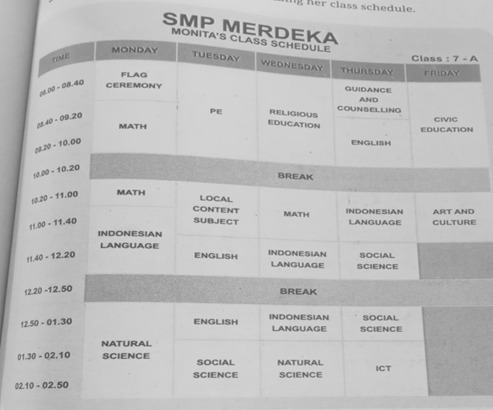 her class schedule.
SMP MERDEKA
MONITA'S CLASS SCHEDULE
Class : 7 - A
TIME MONDAY TUESDAY WEDNESDAY THURSDAY FRIDAY
08.00 - 08.40
08.40 - 09.20
09.20 - 10.00
FLAG
CEREMONY
MATH
PE
RELIGIOUS
EDUCATION
GUIDANCE
AND
COUNSELLING
ENGLISH
CIVIC
EDUCATION
10.00 - 10.20 BREAK
10.20 - 11.00
11.00 - 11.40
11.40 - 12.20
MATH
INDONESIAN
LANGUAGE
LOCAL
CONTENT
SUBJECT
ENGLISH
MATH
INDONESIAN
LANGUAGE
INDONESIAN
LANGUAGE
SOCIAL
SCIENCE
ART AND
CULTURE
12.20 - 12.50 BREAK
12.50 - 01.30
01.30 - 02.10
02.10 - 02.50
NATURAL
SCIENCE
ENGLISH
SOCIAL
SCIENCE
INDONESIAN
LANGUAGE
NATURAL
SCIENCE
SOCIAL
SCIENCE
ICT